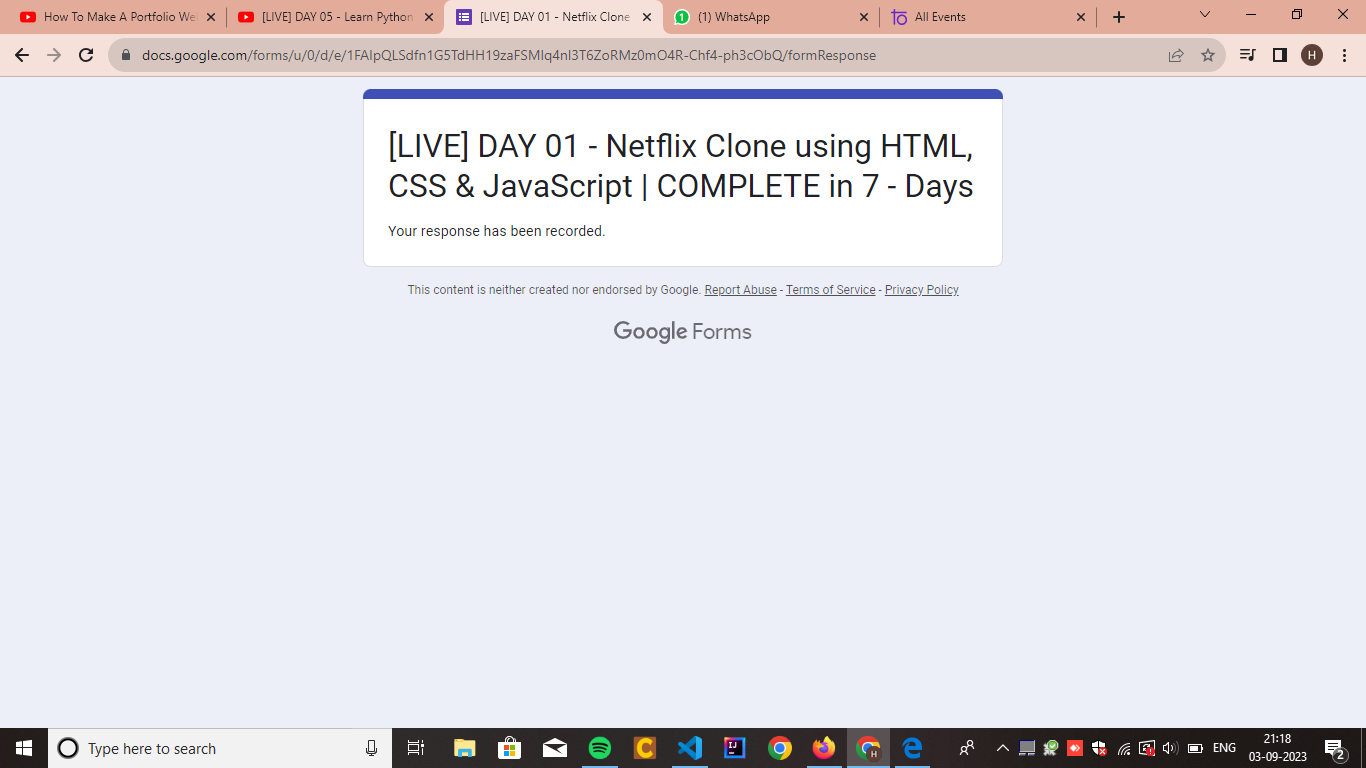 How To Make A Portfolio We
[LIVE] DAY 05 - Learn Python
[LIVE] DAY 01 - Netflix Clone
1
(1) WhatsApp
All Events
docs.google.com/forms/u/0/d/e/1FAIpQLSdfn1G5TdHH19zaFSMlq4nI3T6ZoRMz0mO4R-Chf4-ph3cObQ/formResponse
H
[LIVE] DAY 01 - Netflix Clone using HTML,
CSS & JavaScript | COMPLETE in 7 - Days
Your response has been recorded.
This content is neither created nor endorsed by Google. Report Abuse - Terms of Service - Privacy Policy
Google Forms
Type here to search
C
IJ
H
ENG
21:18
03-09-2023
2